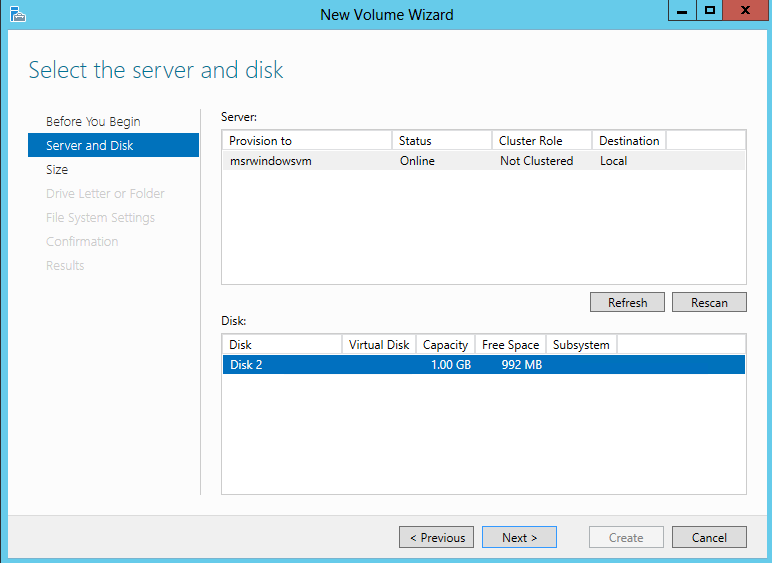 New Volume Wizard
Select the server and disk
Before You Begin
Server and Disk
Size
Drive Letter or Folder
File System Settings
Confirmation
Results
Server:
Provision to Status Cluster Role Destination
msrwindowsvm Online Not Clustered Local
Refresh Rescan
Disk:
Disk Virtual Disk Capacity Free Space Subsystem
Disk 2 1.00 GB 992 MB
< Previous Next > Create Cancel